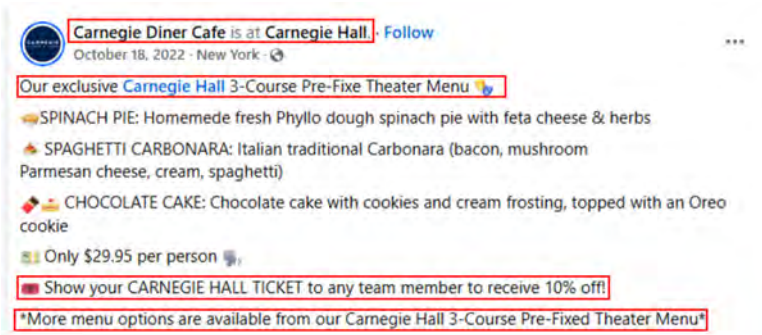 Carnegie Diner Cafe is at Carnegie Hall. · Follow
October 18, 2022 · New York ·
Our exclusive Carnegie Hall 3-Course Pre-Fixe Theater Menu
SPINACH PIE: Homemede fresh Phyllo dough spinach pie with feta cheese & herbs
SPAGHETTI CARBONARA: Italian traditional Carbonara (bacon, mushroom
Parmesan cheese, cream, spaghetti)
CHOCOLATE CAKE: Chocolate cake with cookies and cream frosting, topped with an Oreo
cookie
Only $29.95 per person
Show your CARNEGIE HALL TICKET to any team member to receive 10% off!
*More menu options are available from our Carnegie Hall 3-Course Pre-Fixed Theater Menu*